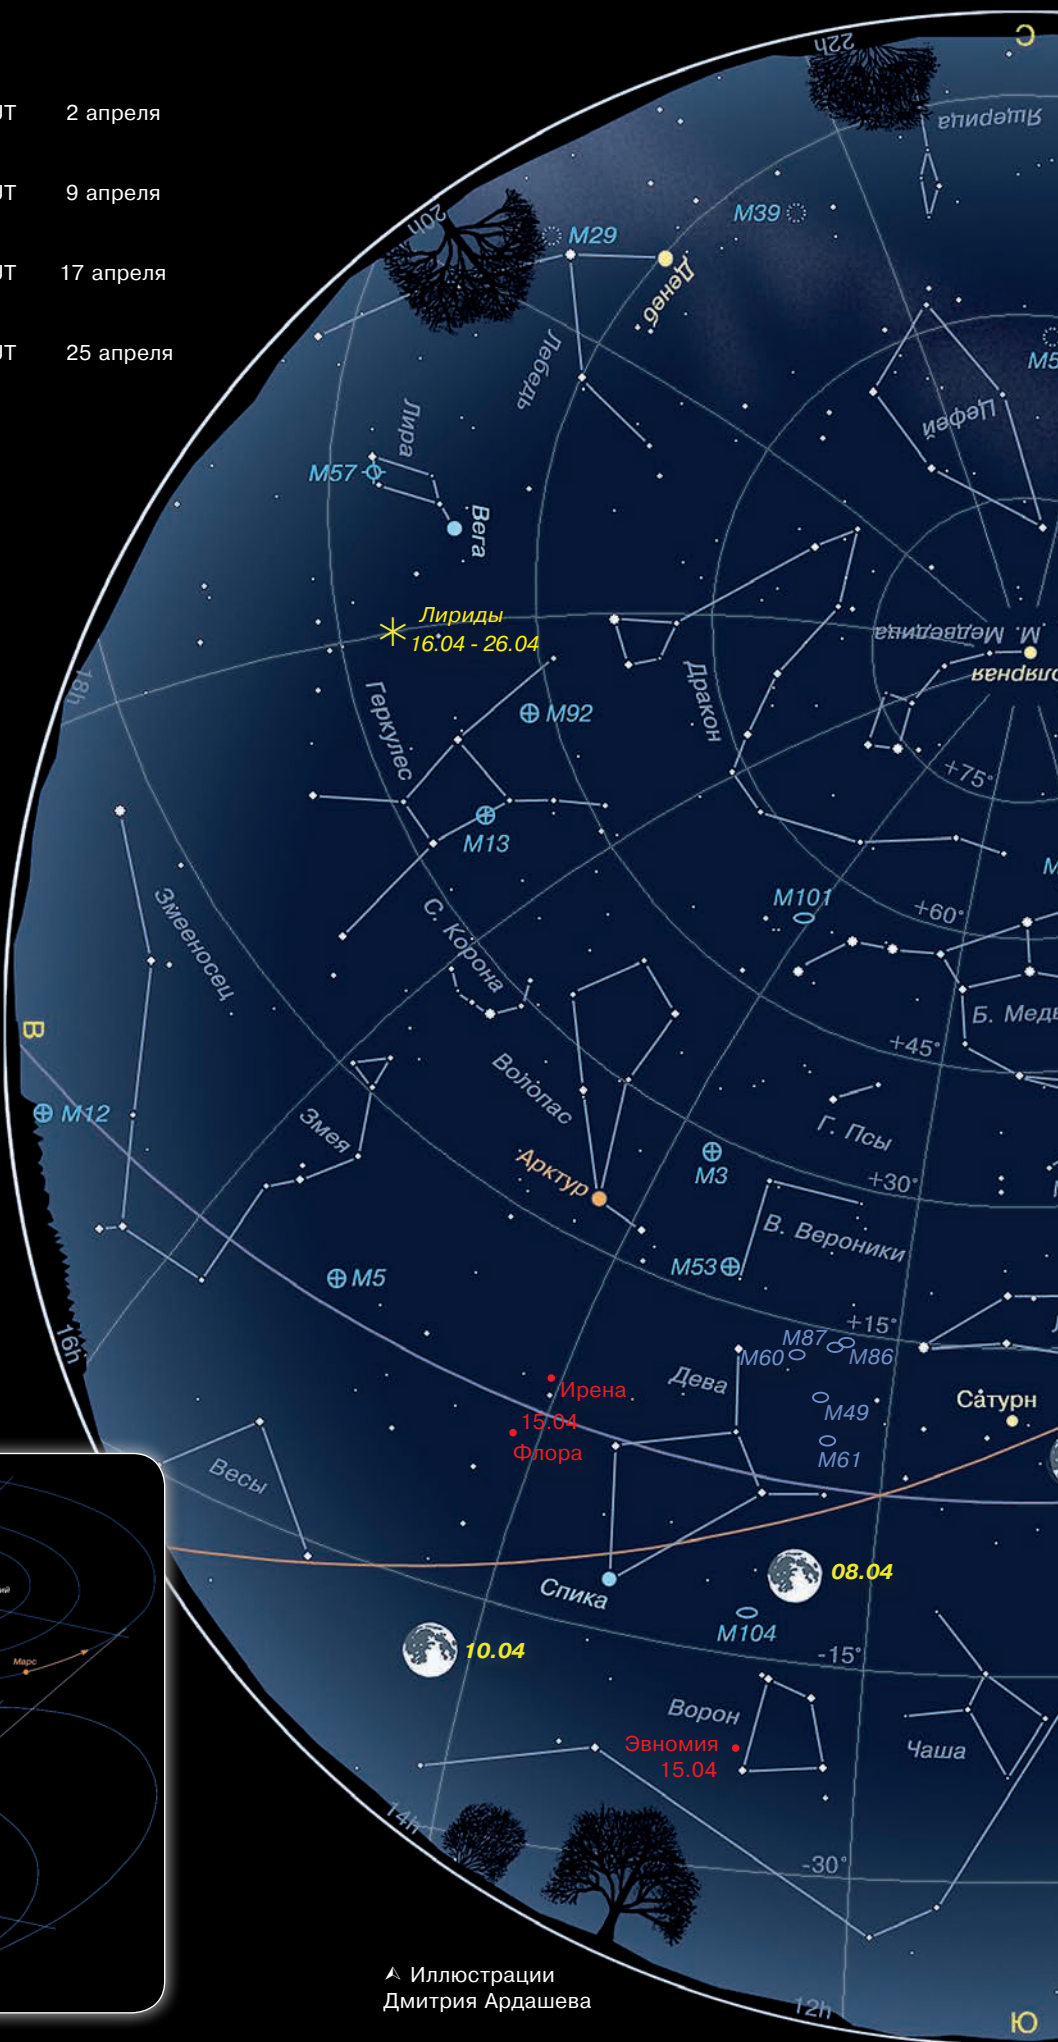 UT 2 апреля
UT 9 апреля
UT 17 апреля
UT 25 апреля
С
22h
Ящерица
20h
M39
M29
Денеб
Лебедь
Цефей
Лира
M57
Вега
Лириды
16.04 - 26.04
М. Медведица
18h
Геркулес
M92
Дракон
+75°
M13
M101
+60°
Змееносец
С. Корона
В
Б. Медв
+45°
Волопас
M12
Змея
Г. Псы
Арктур
M3
+30°
В. Вероники
M53
M5
16h
+15°
M87
M60
M86
Дева
Ирена
Сатурн
15.04
M49
Флора
M61
Весы
Спика
08.04
M104
10.04
-15°
Марс
Ворон
Эвномия
15.04
Чаша
14h
-30°
Иллюстрации
Дмитрия Ардашева
12h
Ю